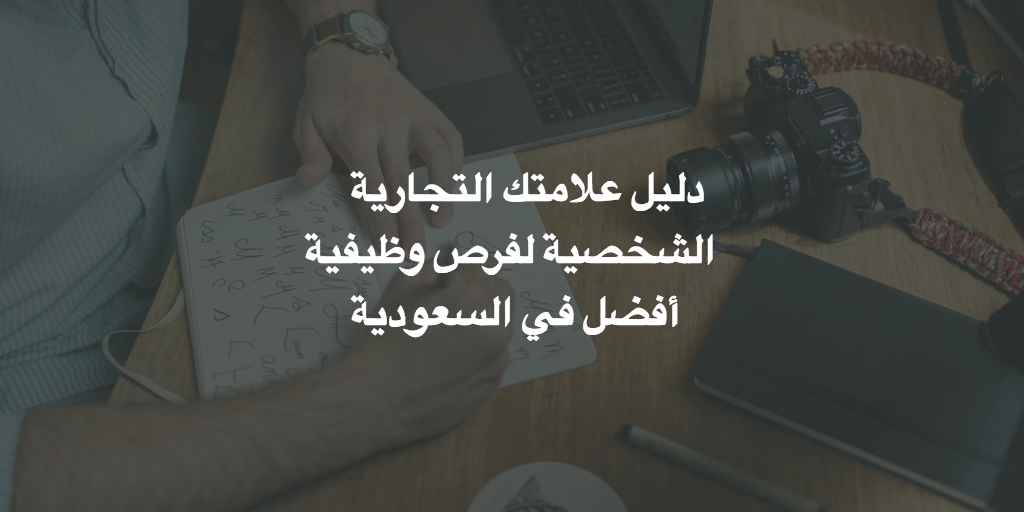 دليل علامتك التجارية
الشخصية لفرص وظيفية
أفضل في السعودية